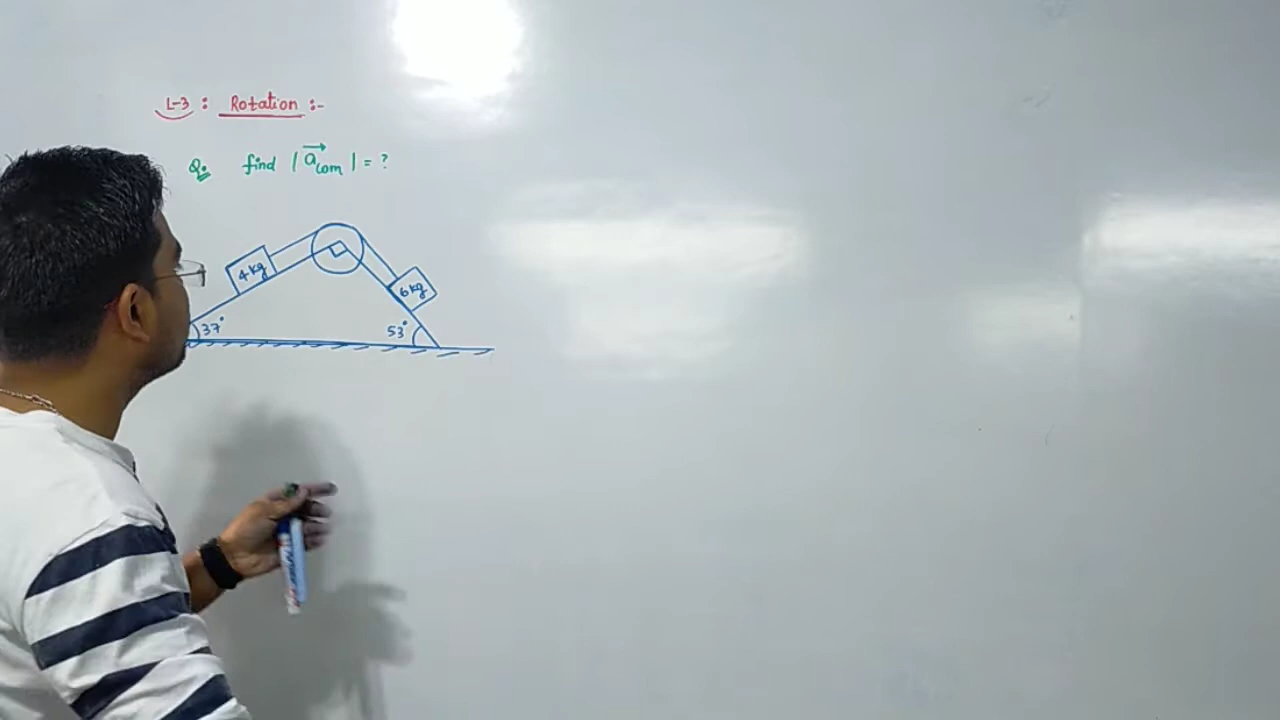 L-3 : Rotation :-
Q. find |a⃗com| = ?
4kg
6kg
37°
53°